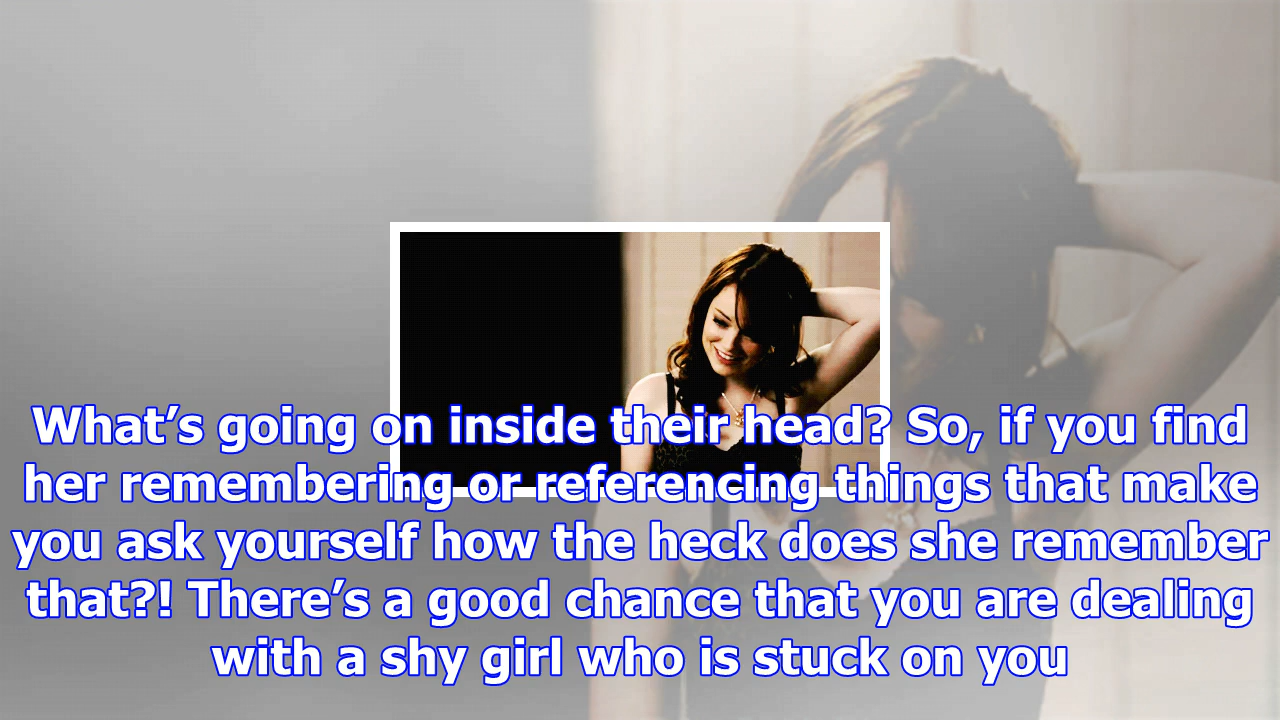 What’s going on inside their head? So, if you find
her remembering or referencing things that make
you ask yourself how the heck does she remember
that?! There’s a good chance that you are dealing
with a shy girl who is stuck on you